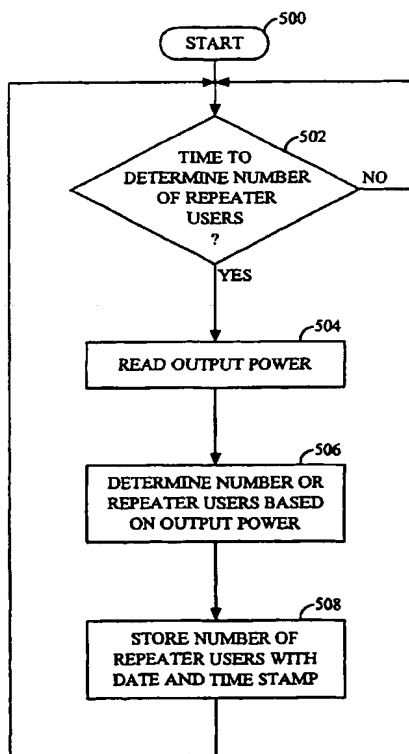 500
START
502
TIME TO
DETERMINE NUMBER
OF REPEATER
USERS
?
NO
YES
504
READ OUTPUT POWER
506
DETERMINE NUMBER OR
REPEATER USERS BASED
ON OUTPUT POWER
508
STORE NUMBER OF
REPEATER USERS WITH
DATE AND TIME STAMP